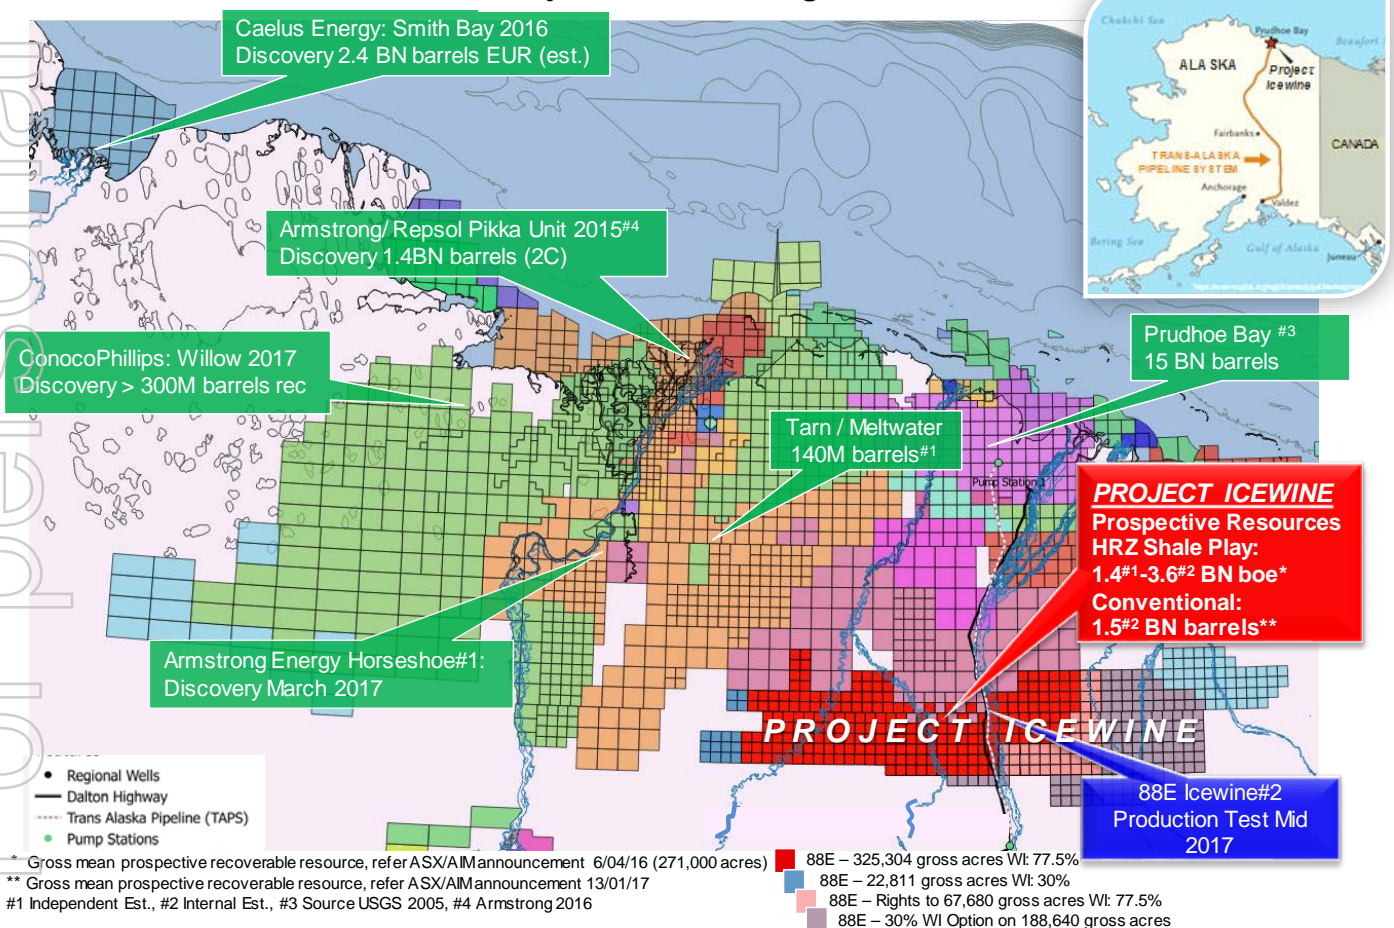 Caelus Energy: Smith Bay 2016
Discovery 2.4 BN barrels EUR (est.)
Chukchi Sea
Prudhoe Bay
Beaufort
ALASKA
Project
Icewine
Fairbanks
CANADA
TRANS-ALASKA
PIPELINE SYSTEM
Anchorage
Valdez
Bering Sea
Gulf of Alaska
Juneau
Armstrong/ Repsol Pikka Unit 2015#4
Discovery 1.4BN barrels (2C)
Prudhoe Bay #3
15 BN barrels
ConocoPhillips: Willow 2017
Discovery > 300M barrels rec
Tarn / Meltwater
140M barrels#1
Pump Station 1
PROJECT ICEWINE
Prospective Resources
HRZ Shale Play:
1.4#1-3.6#2 BN boe*
Conventional:
1.5#2 BN barrels**
Armstrong Energy Horseshoe#1:
Discovery March 2017
PROJECT ICEWINE
88E Icewine#2
Production Test Mid
2017
Regional Wells
Dalton Highway
Trans Alaska Pipeline (TAPS)
Pump Stations
* Gross mean prospective recoverable resource, refer ASX/AIM announcement 6/04/16 (271,000 acres)
** Gross mean prospective recoverable resource, refer ASX/AIM announcement 13/01/17
#1 Independent Est., #2 Internal Est., #3 Source USGS 2005, #4 Armstrong 2016
88E – 325,304 gross acres WI: 77.5%
88E – 22,811 gross acres WI: 30%
88E – Rights to 67,680 gross acres WI: 77.5%
88E – 30% WI Option on 188,640 gross acres
or personal